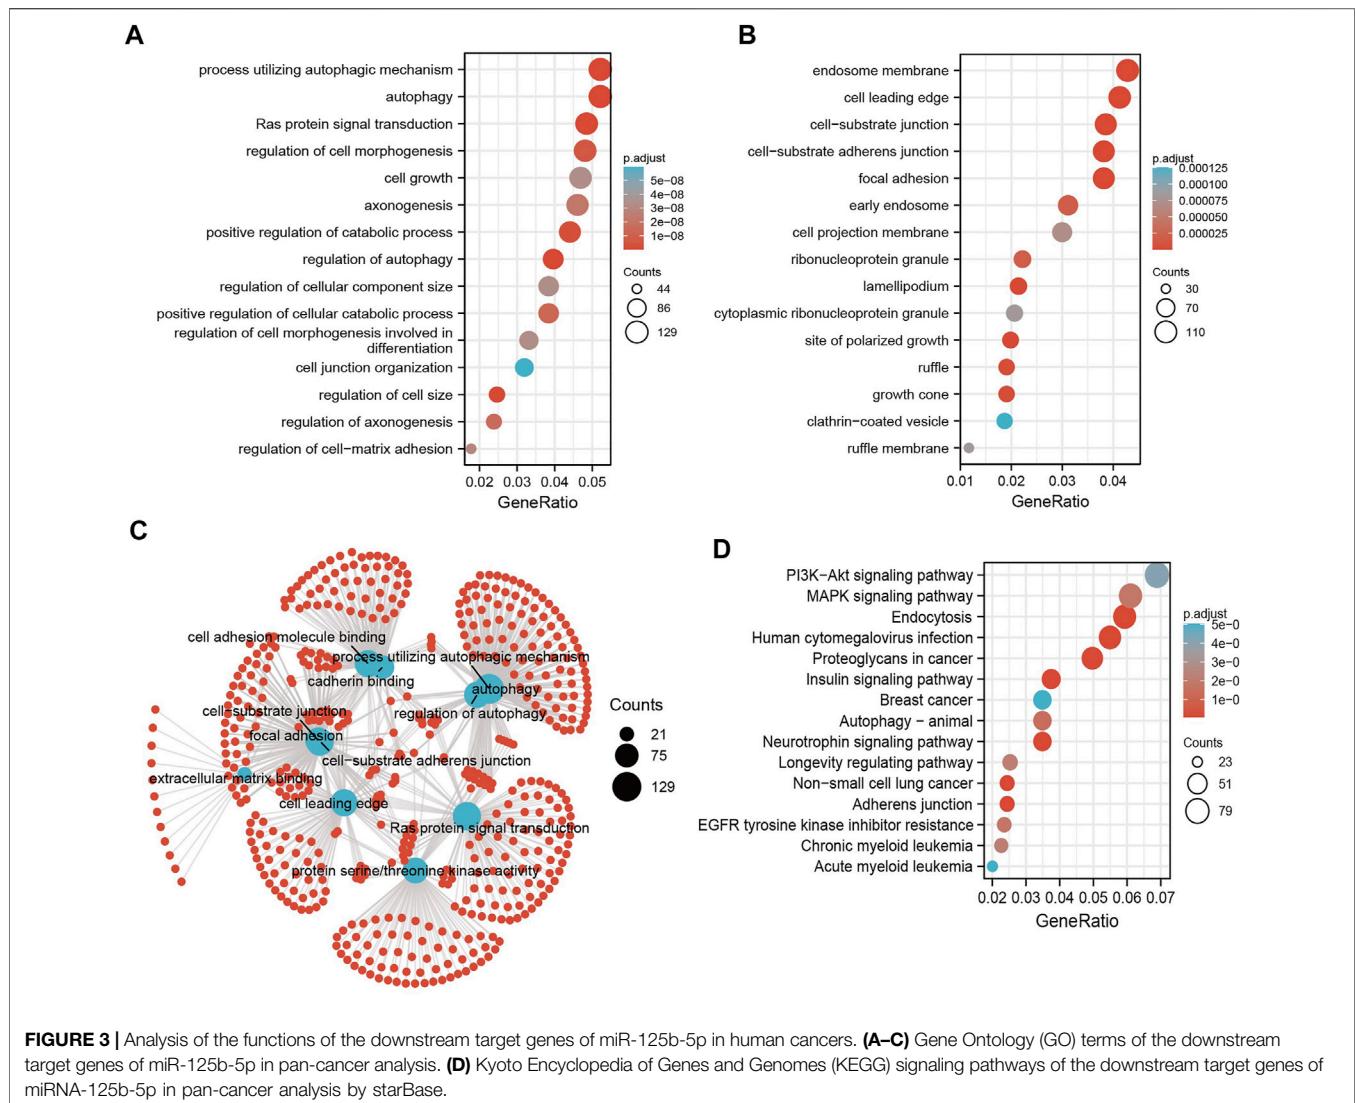 A
process utilizing autophagic mechanism
autophagy
Ras protein signal transduction
regulation of cell morphogenesis
cell growth
axonogenesis
positive regulation of catabolic process
regulation of autophagy
regulation of cellular component size
positive regulation of cellular catabolic process
regulation of cell morphogenesis involved in
differentiation
cell junction organization
regulation of cell size
regulation of axonogenesis
regulation of cell−matrix adhesion
0.02 0.03 0.04 0.05
GeneRatio
p.adjust
5e−08
4e−08
3e−08
2e−08
1e−08
Counts
44
86
129
B
endosome membrane
cell leading edge
cell−substrate junction
cell−substrate adherens junction
focal adhesion
early endosome
cell projection membrane
ribonucleoprotein granule
lamellipodium
cytoplasmic ribonucleoprotein granule
site of polarized growth
ruffle
growth cone
clathrin−coated vesicle
ruffle membrane
0.01 0.02 0.03 0.04
GeneRatio
p.adjust
0.000125
0.000100
0.000075
0.000050
0.000025
Counts
30
70
110
C
cell adhesion molecule binding
process utilizing autophagic mechanism
cadherin binding
autophagy
cell−substrate junction
regulation of autophagy
focal adhesion
cell−substrate adherens junction
extracellular matrix binding
cell leading edge
Ras protein signal transduction
protein serine/threonine kinase activity
Counts
21
75
129
D
PI3K−Akt signaling pathway
MAPK signaling pathway
Endocytosis
Human cytomegalovirus infection
Proteoglycans in cancer
Insulin signaling pathway
Breast cancer
Autophagy − animal
Neurotrophin signaling pathway
Longevity regulating pathway
Non−small cell lung cancer
Adherens junction
EGFR tyrosine kinase inhibitor resistance
Chronic myeloid leukemia
Acute myeloid leukemia
0.02 0.03 0.04 0.05 0.06 0.07
GeneRatio
p.adjust
5e−0
4e−0
3e−0
2e−0
1e−0
Counts
23
51
79
FIGURE 3 | Analysis of the functions of the downstream target genes of miR-125b-5p in human cancers. (A–C) Gene Ontology (GO) terms of the downstream
target genes of miR-125b-5p in pan-cancer analysis. (D) Kyoto Encyclopedia of Genes and Genomes (KEGG) signaling pathways of the downstream target genes of
miRNA-125b-5p in pan-cancer analysis by starBase.